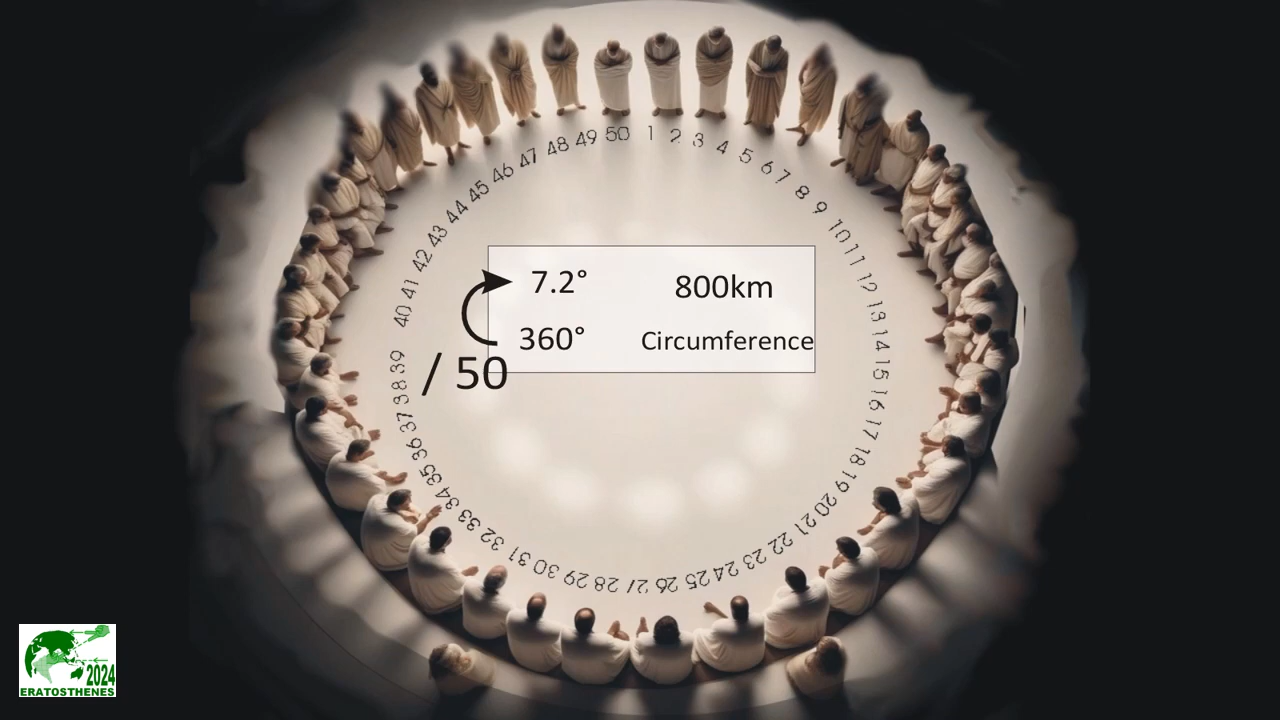 1 2 3 4 5 6 7 8 9 10 11 12 13 14 15 16 17 18 19 20 21 22 23 24 25 26 27 28 29 30 31 32 33 34 35 36 37 38 39 40 41 42 43 44 45 46 47 48 49 50
7.2° 800km
360° Circumference
/ 50
2024
ERATOSTHENES